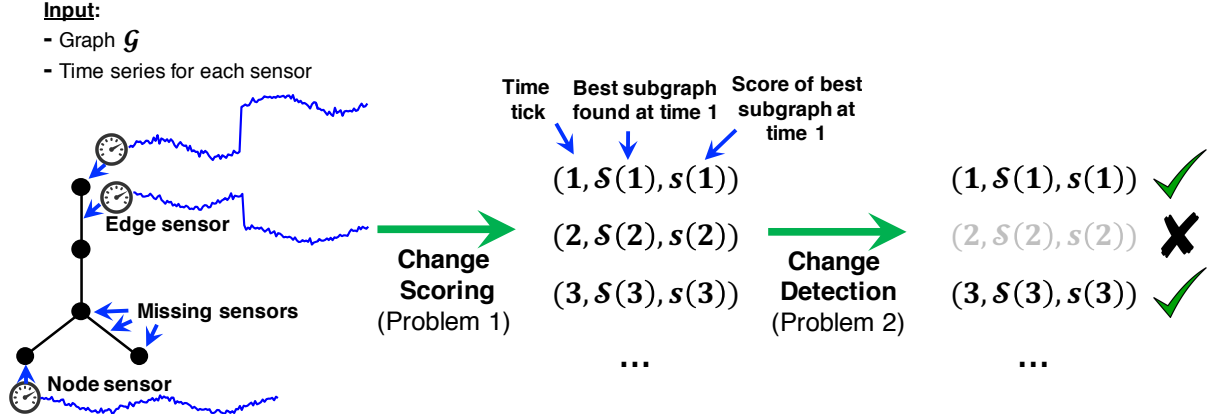 Input:
- Graph 𝒢
- Time series for each sensor
Edge sensor
Missing sensors
Node sensor
Change
Scoring
(Problem 1)
Time
tick
Best subgraph
found at time 1
Score of best
subgraph at
time 1
(1, 𝒮(1), s(1))
(2, 𝒮(2), s(2))
(3, 𝒮(3), s(3))
...
Change
Detection
(Problem 2)
(1, 𝒮(1), s(1))
(2, 𝒮(2), s(2))
(3, 𝒮(3), s(3))
...